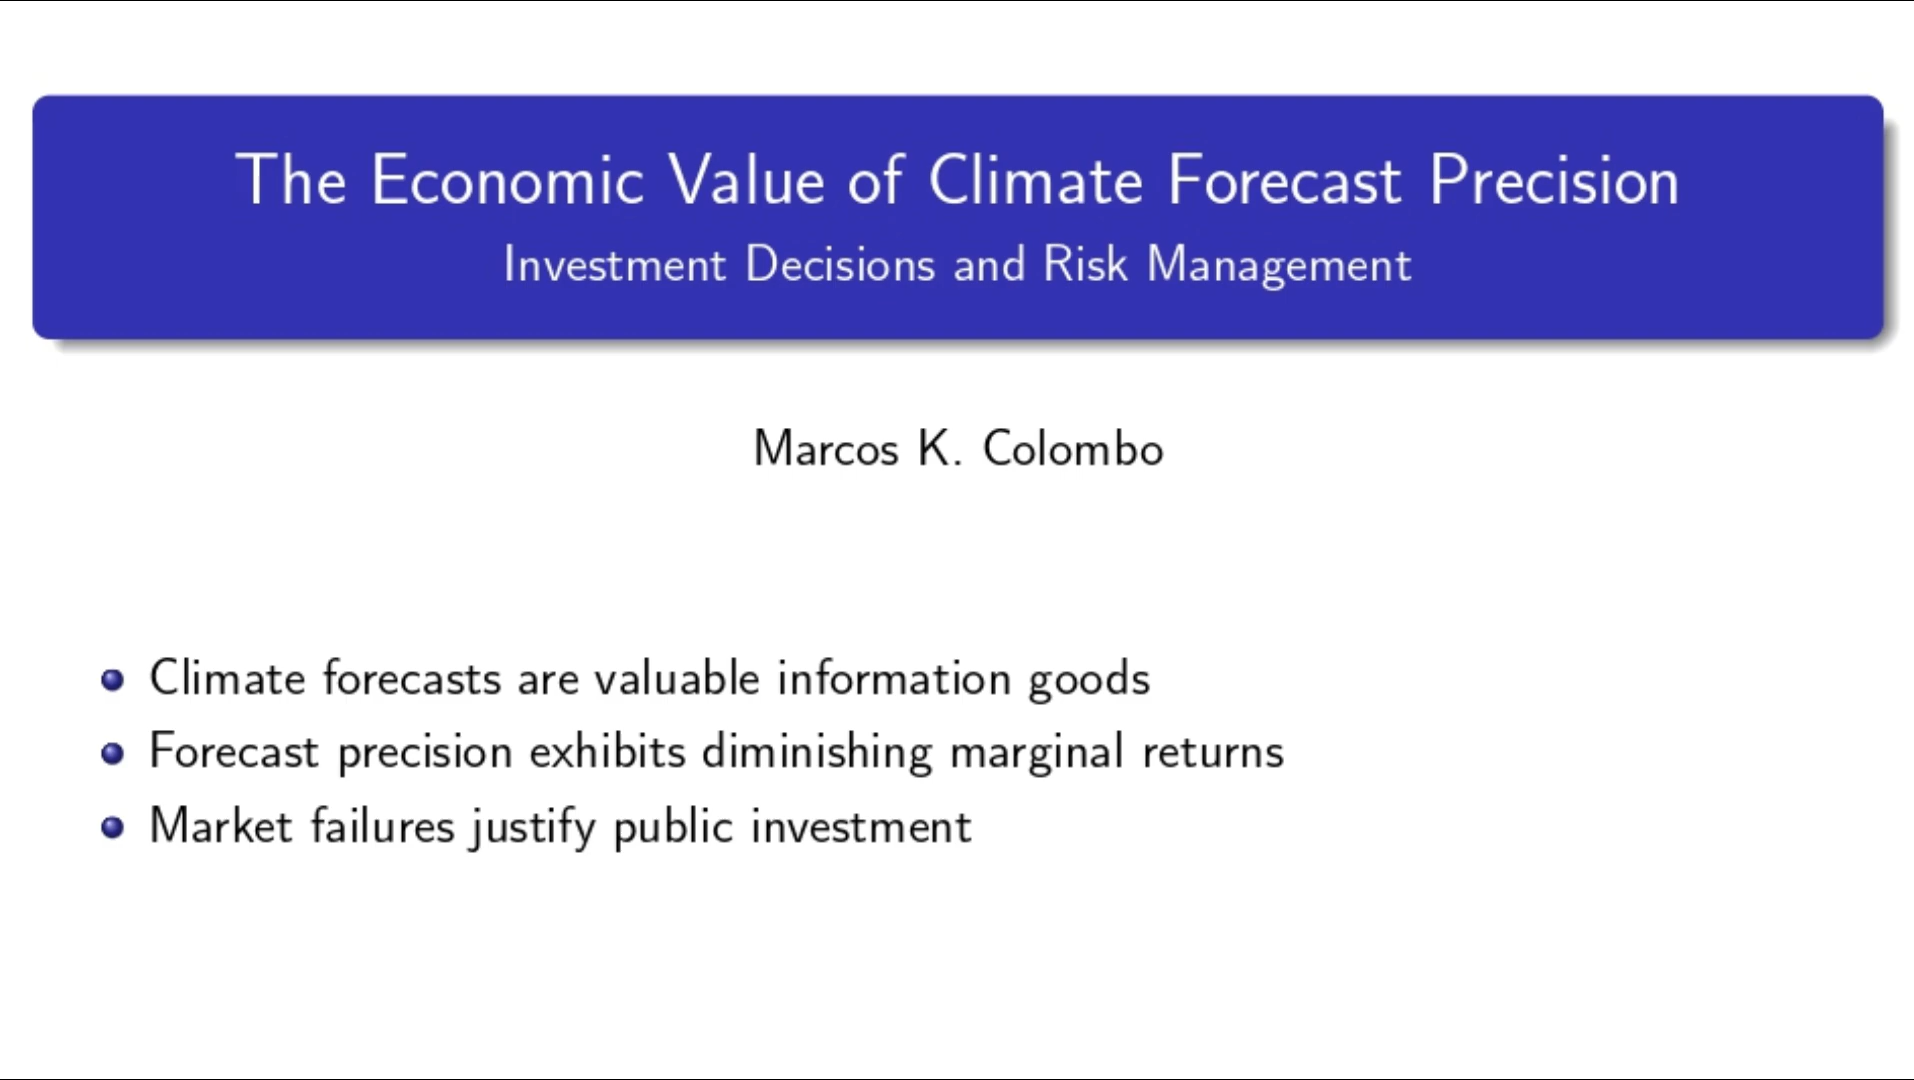 The Economic Value of Climate Forecast Precision
Investment Decisions and Risk Management
Marcos K. Colombo
Climate forecasts are valuable information goods
Forecast precision exhibits diminishing marginal returns
Market failures justify public investment